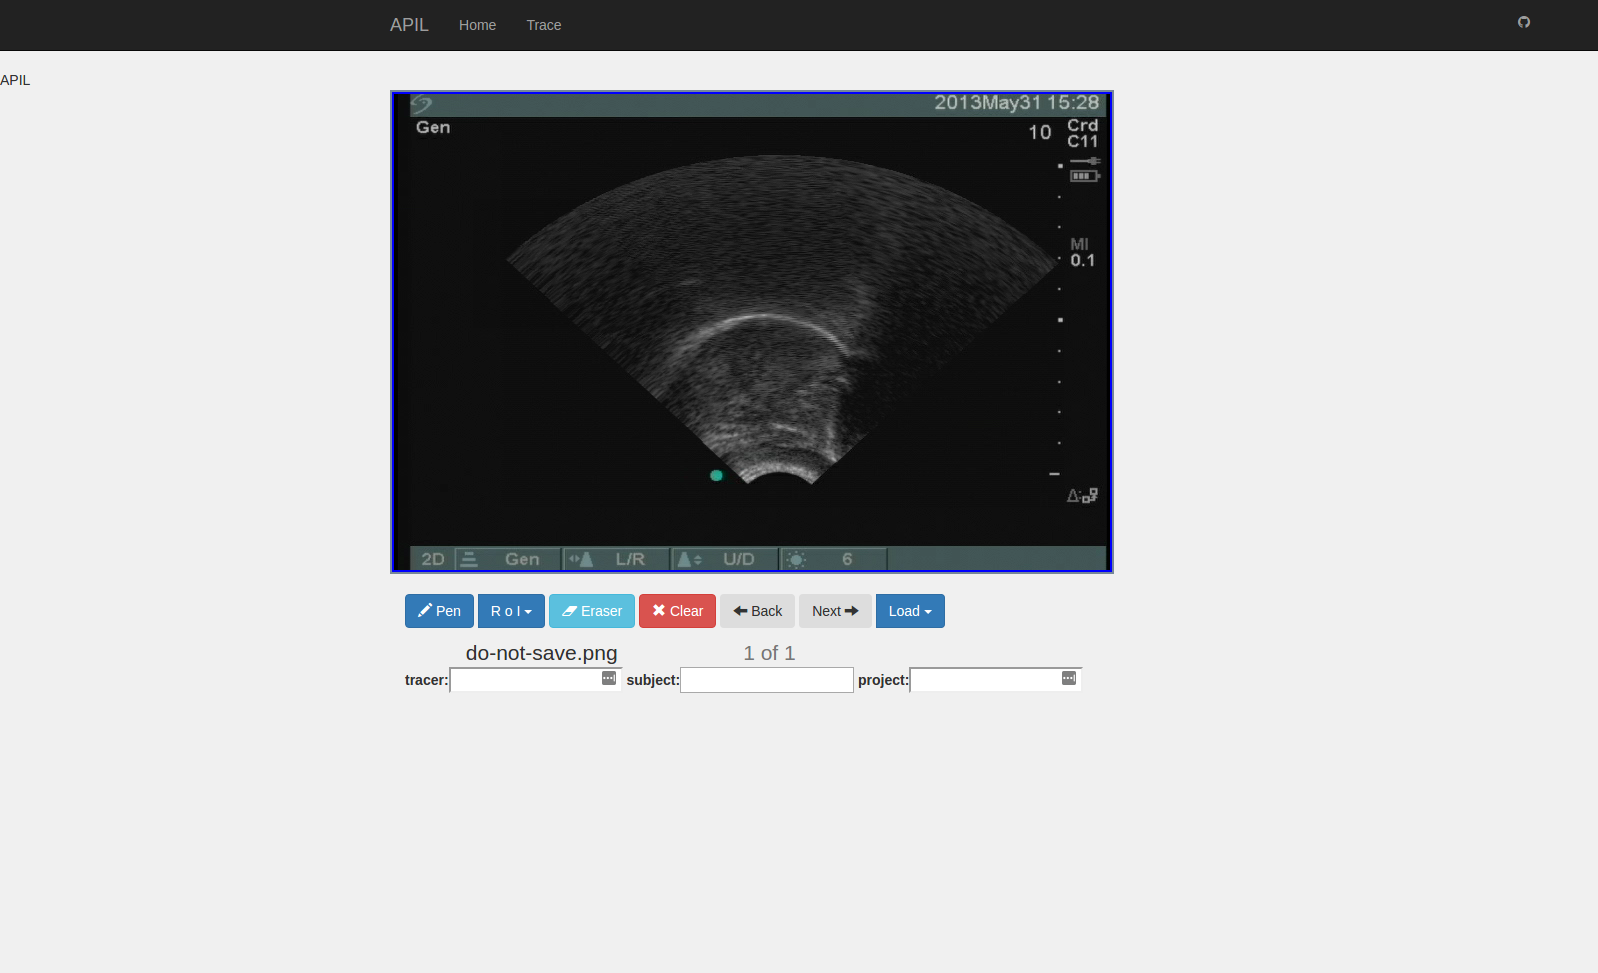 APIL Home Trace
APIL
2013May31 15:28
Gen
10 Crd
C11
MI
0.1
2D Gen L/R U/D 6
Pen R o I Eraser Clear Back Next Load
do-not-save.png 1 of 1
tracer: subject: project: